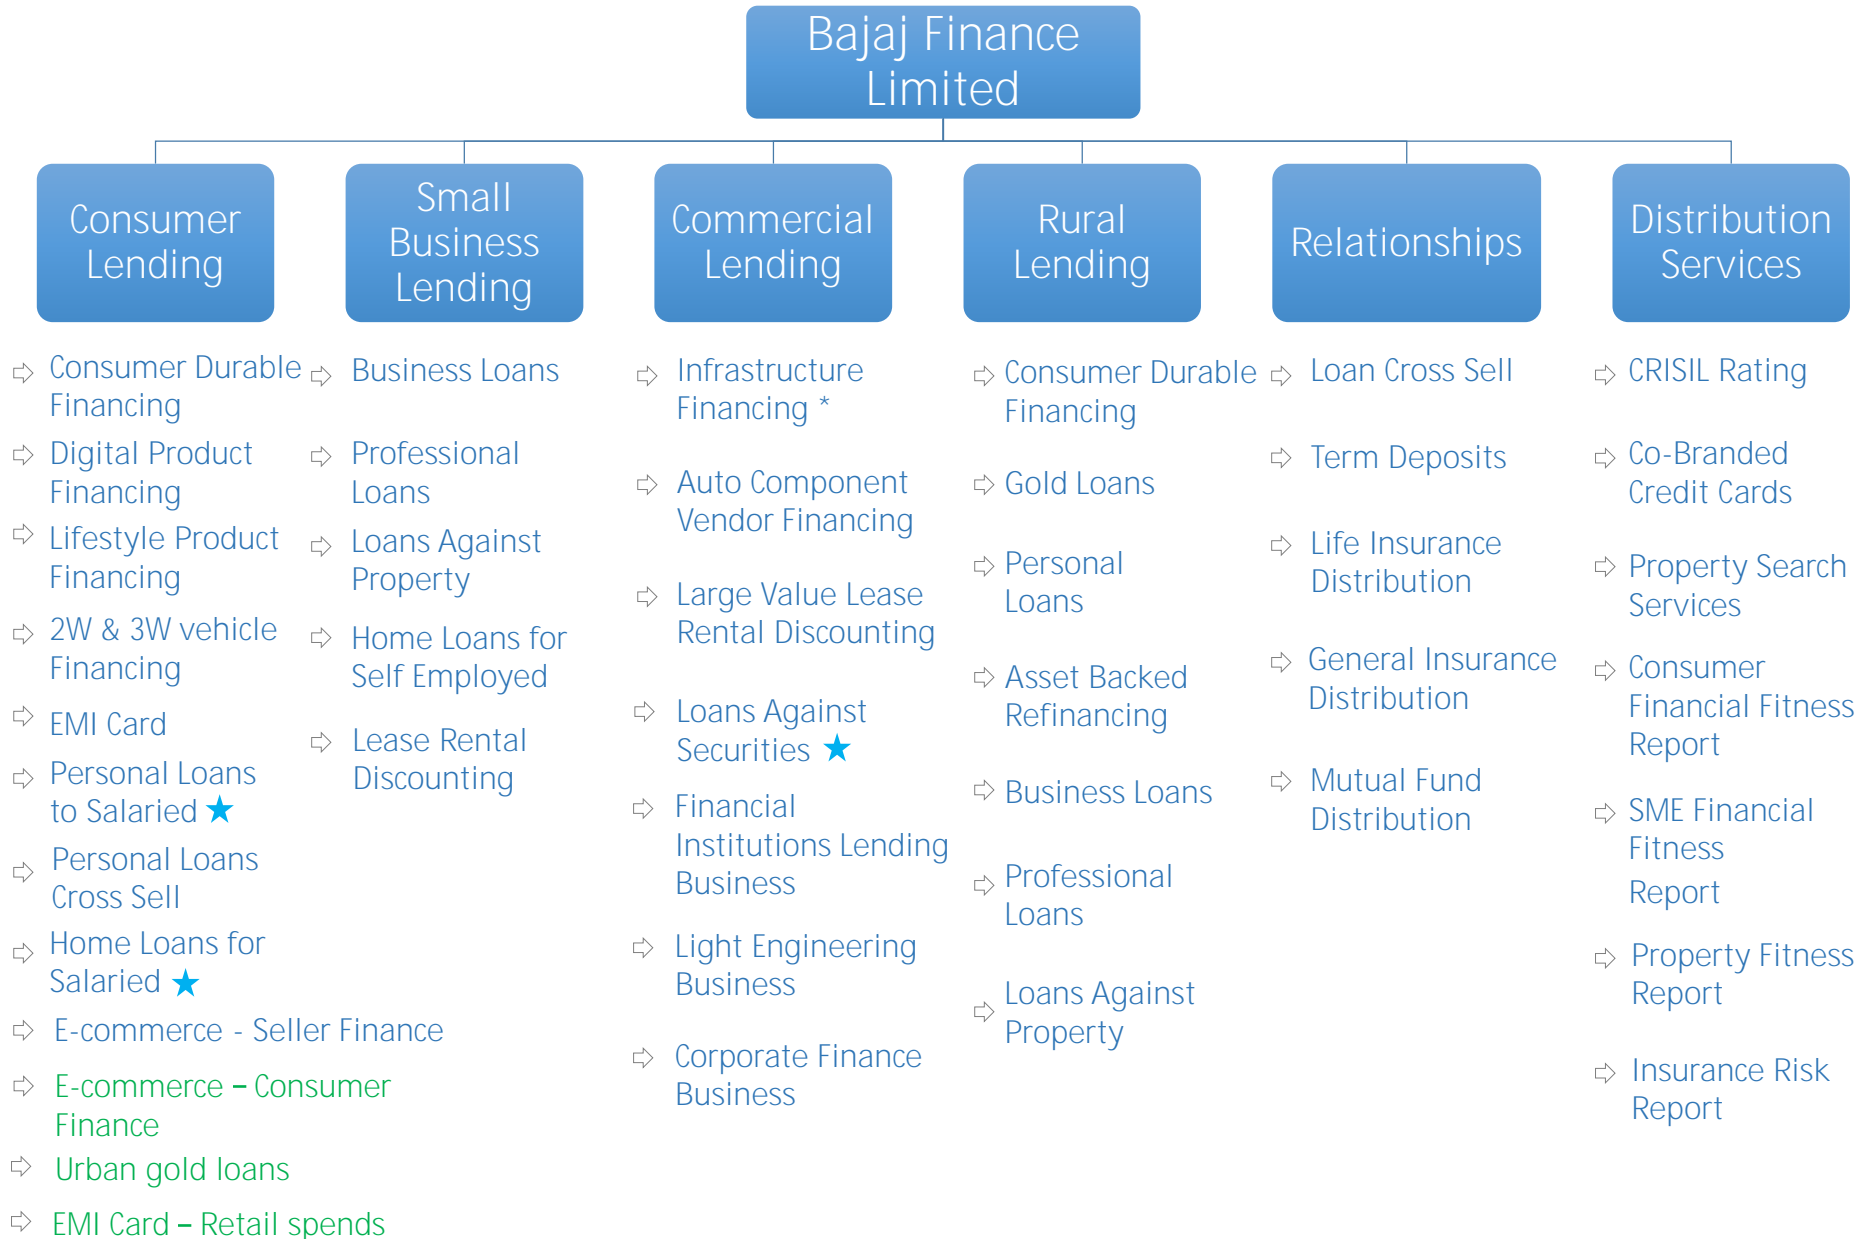 Bajaj Finance
Limited
Consumer
Lending
Small
Business
Lending
Commercial
Lending
Rural
Lending
Relationships
Distribution
Services
Consumer Durable
Financing
Digital Product
Financing
Lifestyle Product
Financing
2W & 3W vehicle
Financing
EMI Card
Personal Loans
to Salaried ★
Personal Loans
Cross Sell
Home Loans for
Salaried ★
E-commerce - Seller Finance
E-commerce – Consumer
Finance
Urban gold loans
EMI Card – Retail spends
Business Loans
Professional
Loans
Loans Against
Property
Home Loans for
Self Employed
Lease Rental
Discounting
Infrastructure
Financing *
Auto Component
Vendor Financing
Large Value Lease
Rental Discounting
Loans Against
Securities ★
Financial
Institutions Lending
Business
Light Engineering
Business
Corporate Finance
Business
Consumer Durable
Financing
Gold Loans
Personal
Loans
Asset Backed
Refinancing
Business Loans
Professional
Loans
Loans Against
Property
Loan Cross Sell
Term Deposits
Life Insurance
Distribution
General Insurance
Distribution
Mutual Fund
Distribution
CRISIL Rating
Co-Branded
Credit Cards
Property Search
Services
Consumer
Financial Fitness
Report
SME Financial
Fitness
Report
Property Fitness
Report
Insurance Risk
Report